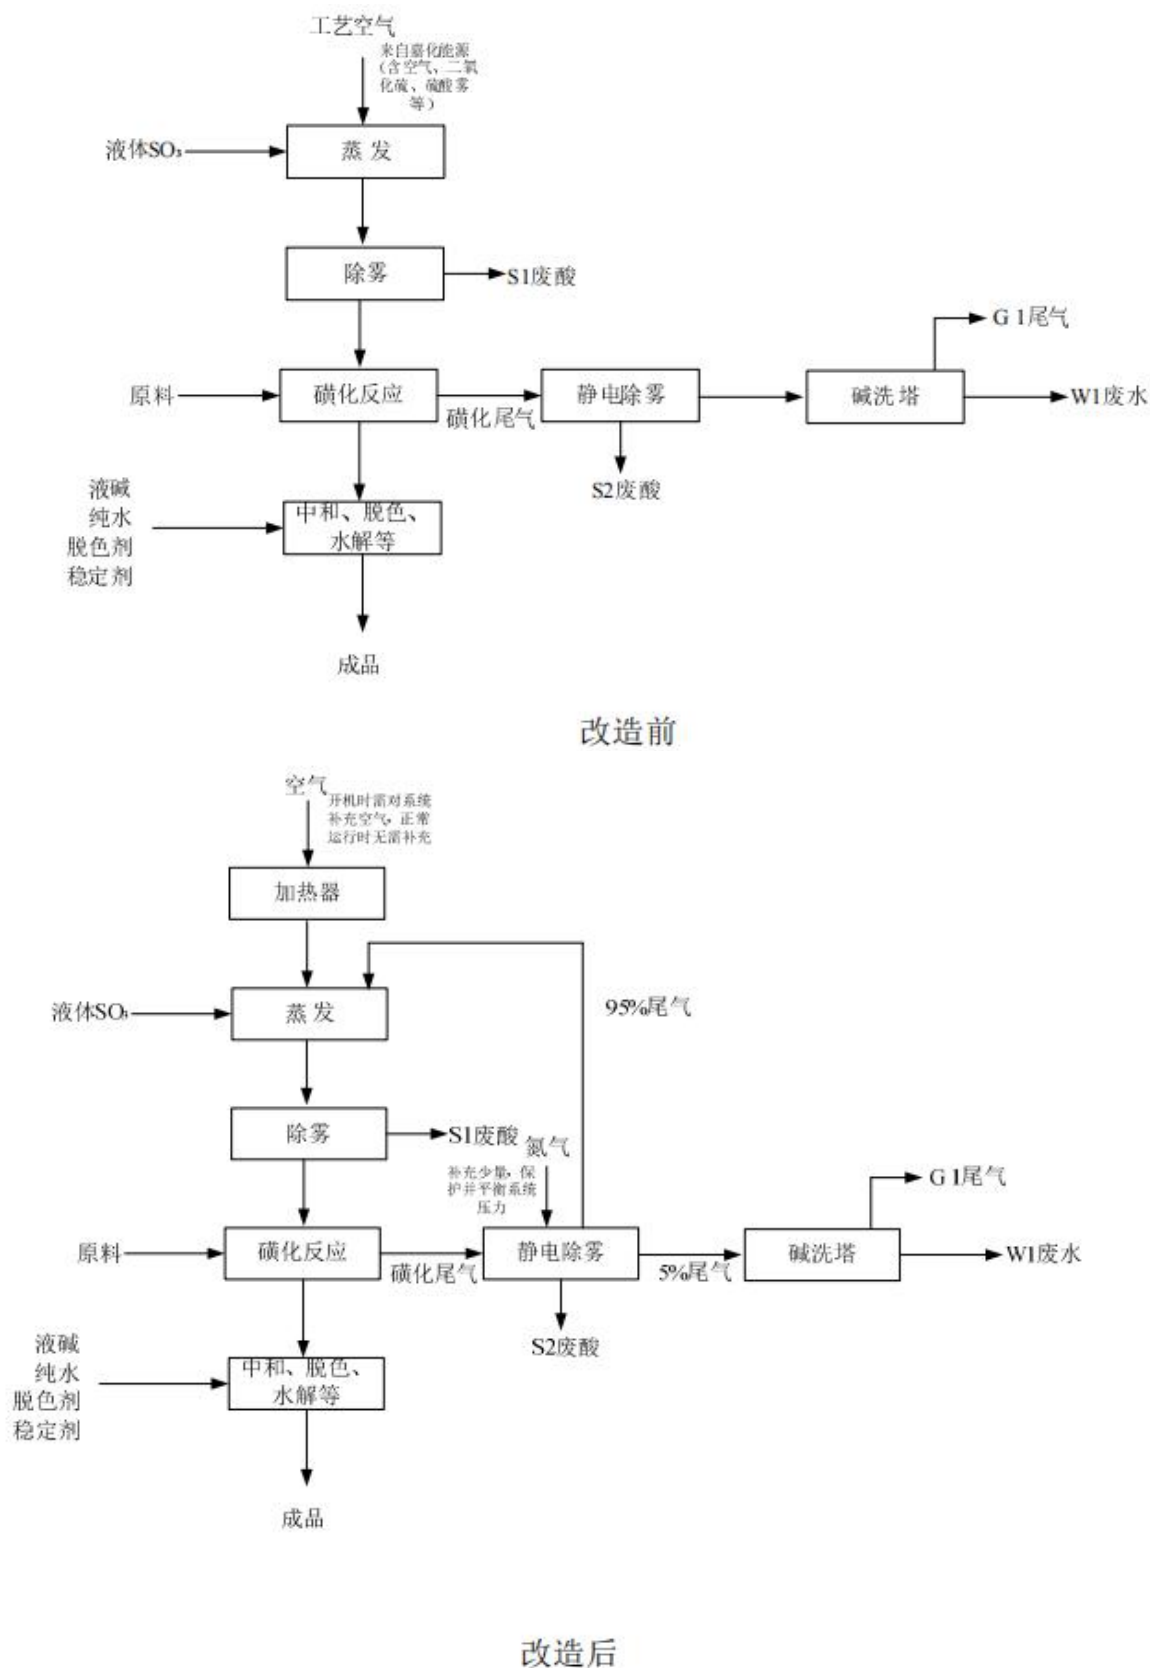 工艺空气
来自嘉化能源
（含空气、二氧
化硫、硫酸雾
等）
液体SO₃
蒸发
除雾
S1废酸
G1尾气
原料
磺化反应
磺化尾气
静电除雾
碱洗塔
W1废水
S2废酸
液碱
纯水
脱色剂
稳定剂
中和、脱色、
水解等
成品
改造前
空气
开机时需对系统
补充空气，正常
运行时无需补充
加热器
液体SO₃
蒸发
95%尾气
除雾
S1废酸
氮气
补充少量，保
护并平衡系统
压力
G1尾气
原料
磺化反应
磺化尾气
静电除雾
5%尾气
碱洗塔
W1废水
S2废酸
液碱
纯水
脱色剂
稳定剂
中和、脱色、
水解等
成品
改造后